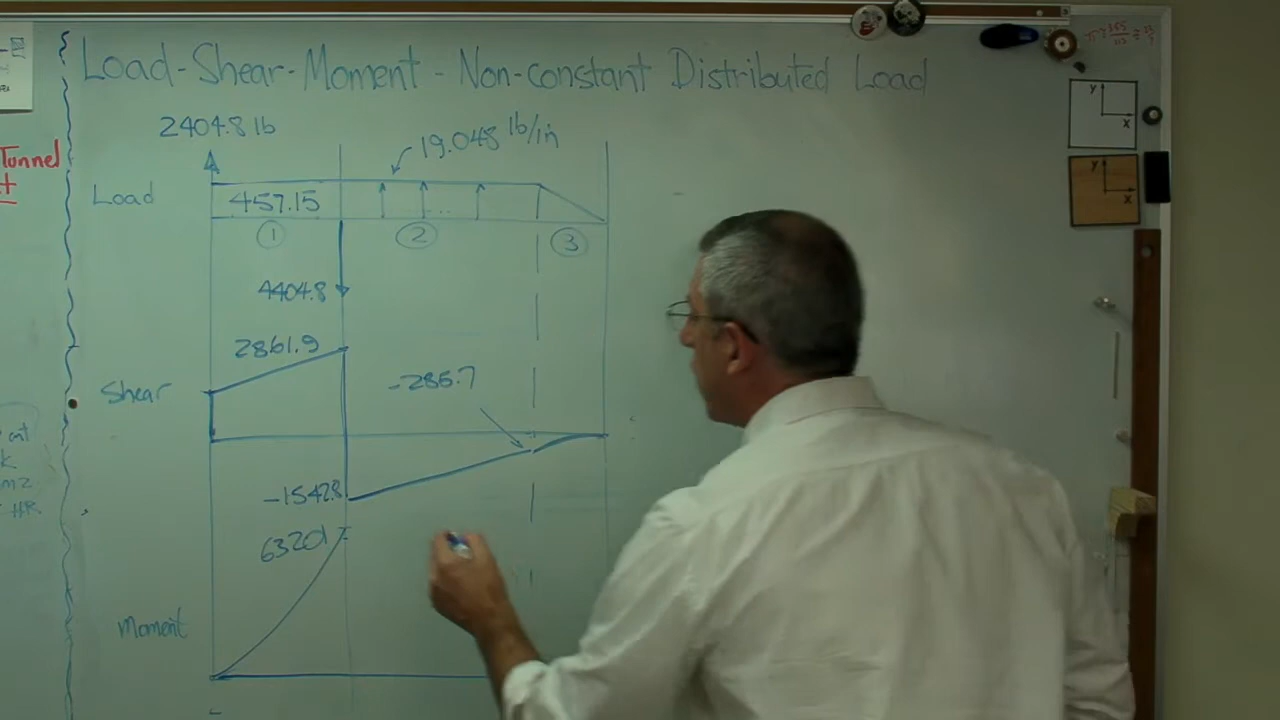 Load-Shear-Moment - Non-constant Distributed Load
2404.8 lb
19.048 lb/in
Tunnel
Load
457.15
...
① ② ③
4404.8
2861.9
-285.7
Shear
-1542.8
63201
Moment
y
x
y
x